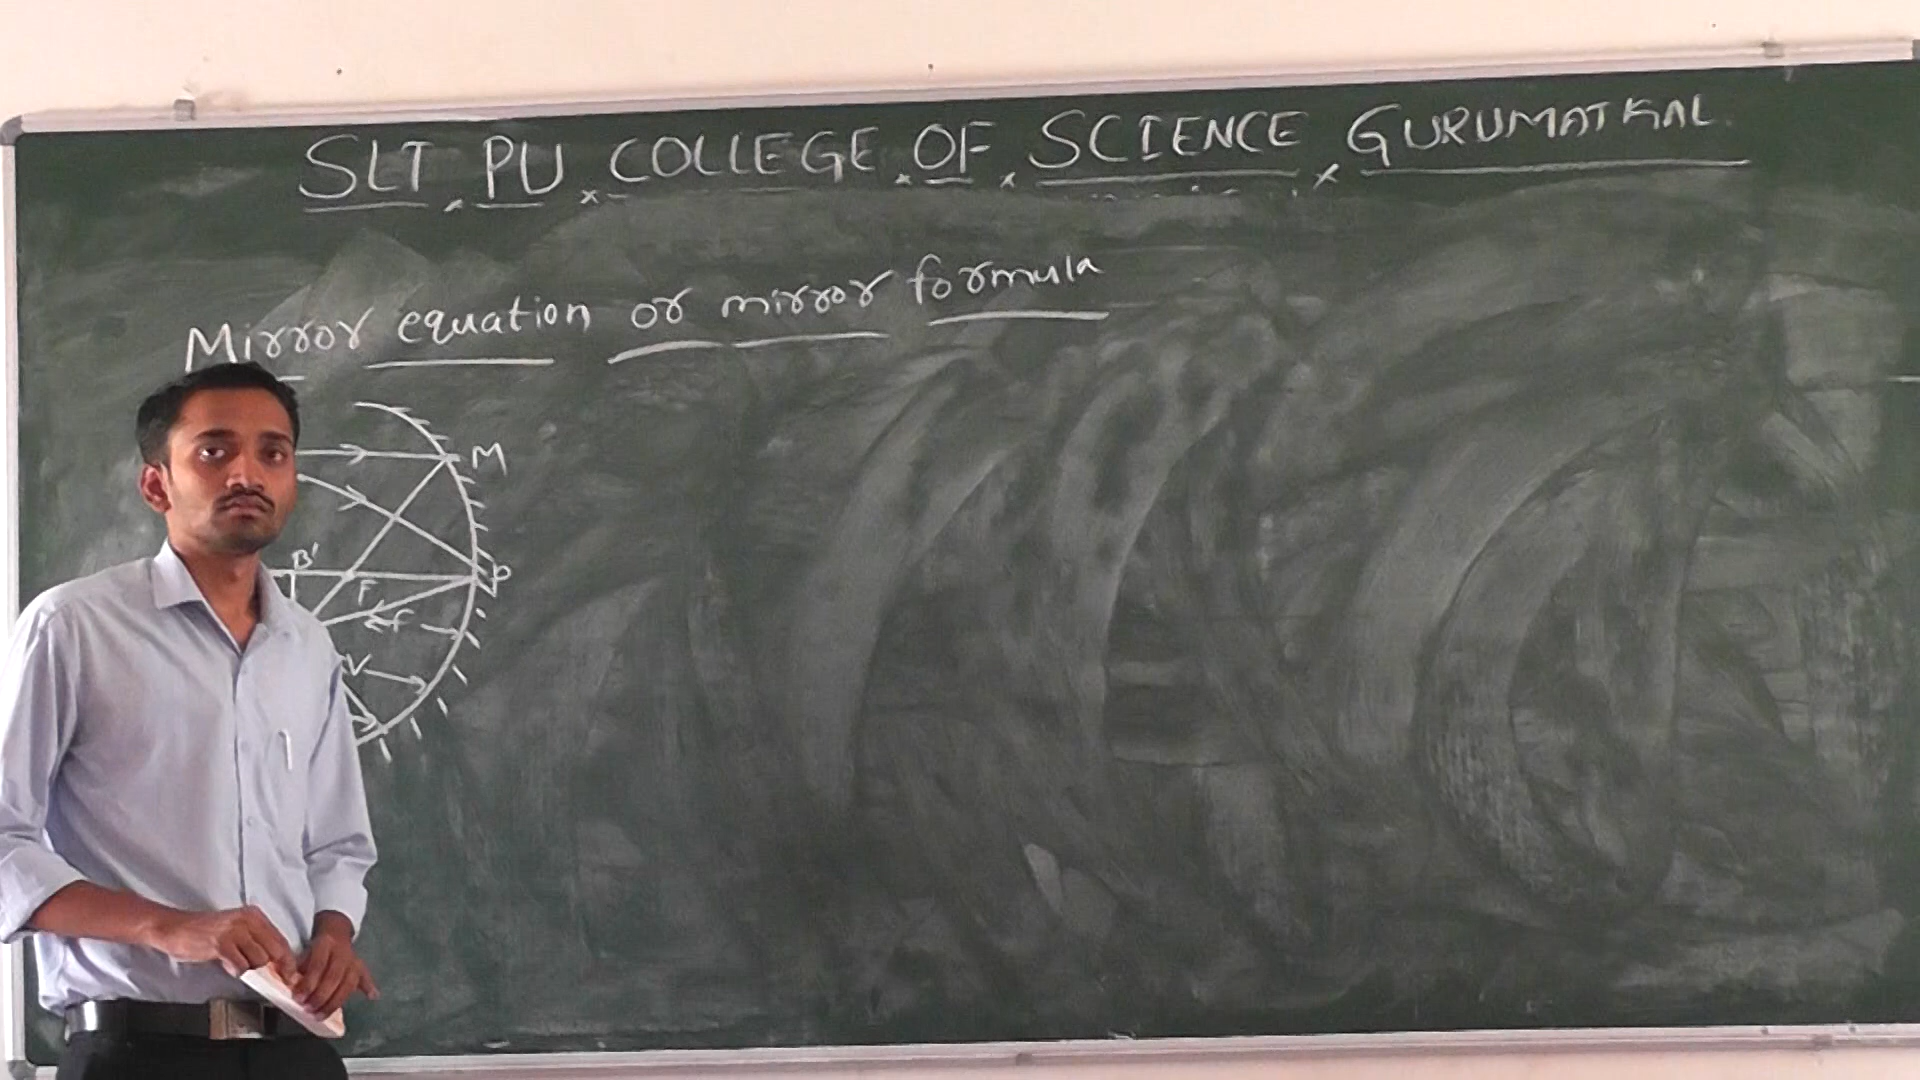 SLT PU COLLEGE OF SCIENCE GURUMATKAL
Mirror equation or mirror formula
M
B'
P
F
f
V